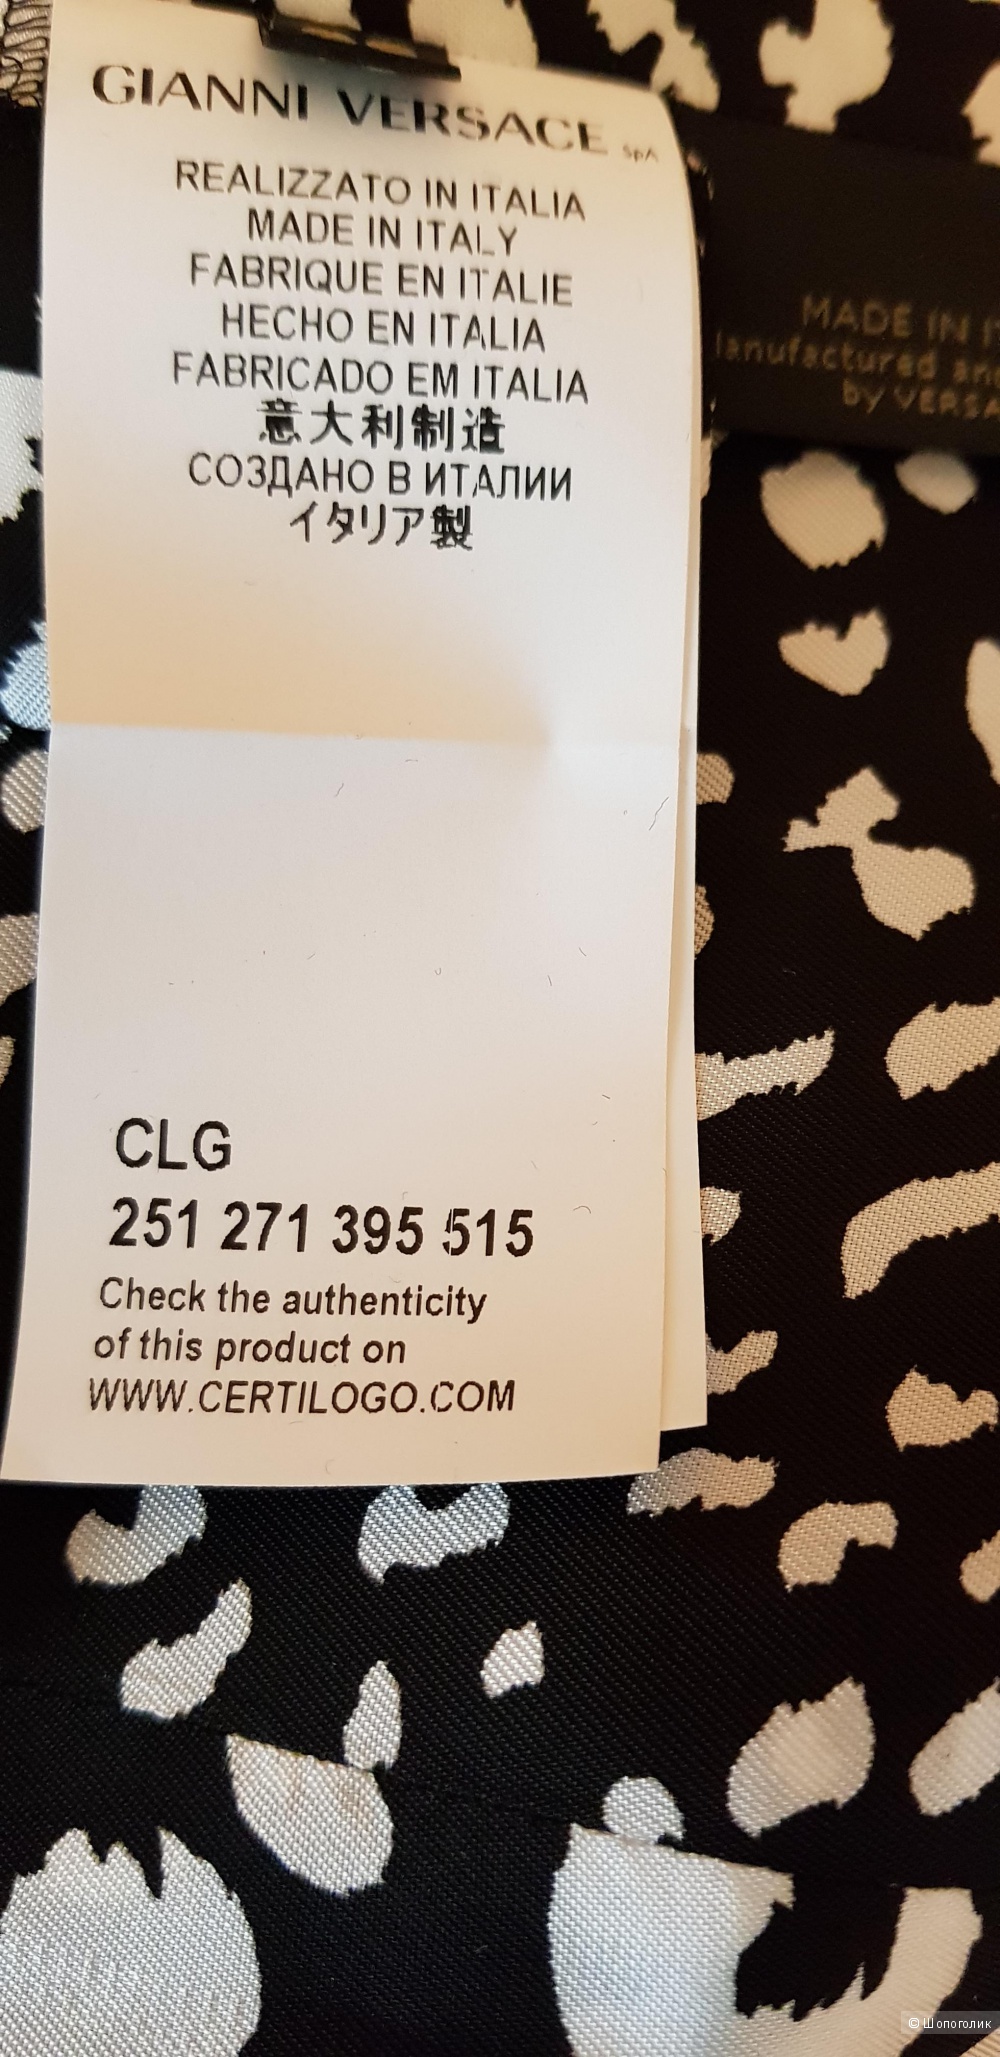 GIANNI VERSACE SpA
REALIZZATO IN ITALIA
MADE IN ITALY
FABRIQUE EN ITALIE
HECHO EN ITALIA
FABRICADO EM ITALIA
意大利制造
СОЗДАНО В ИТАЛИИ
イタリア製
CLG
251 271 395 515
Check the authenticity
of this product on
WWW.CERTILOGO.COM
MADE IN
anufactured
by
© Шопоголик